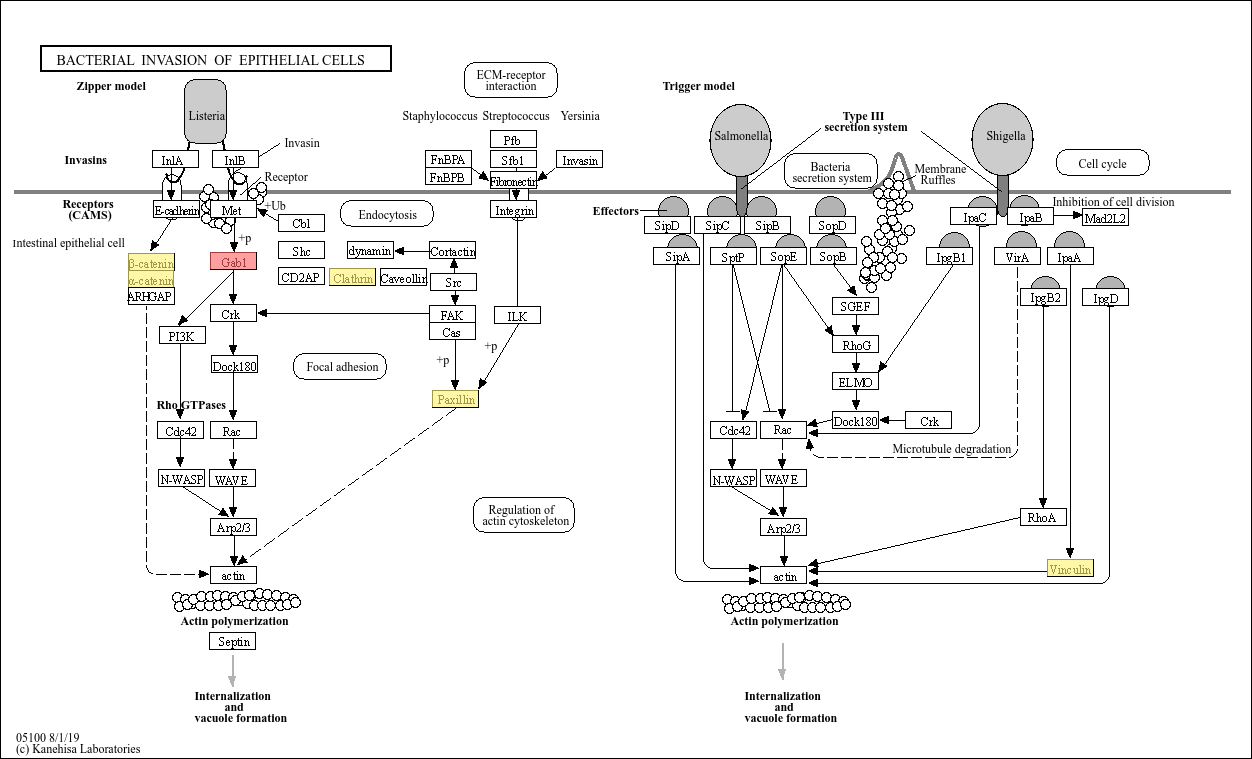 BACTERIAL INVASION OF EPITHELIAL CELLS
Zipper model
ECM-receptor
interaction
Trigger model
Listeria
Staphylococcus Streptococcus Yersinia
Salmonella
Type III
secretion system
Shigella
Invasins
InlA
InlB
Invasin
FnBPA
FnBPB
Pfb
Sfb1
Fibronectin
Invasin
Bacteria
secretion system
Membrane
Ruffles
Cell cycle
Receptor
Receptors
(CAMS)
E-cadherin
Met
+Ub
Cbl
Endocytosis
Integrin
Effectors
SipD
SipC
SipB
SopD
IpaC
IpaB
Mad2L2
Inhibition of cell division
Intestinal epithelial cell
+p
β-catenin
α-catenin
ARHGAP
Gab1
Shc
CD2AP
dynamin
Clathrin
Caveollin
Cortactin
Src
SipA
SptP
SopE
SopB
IpgB1
VirA
IpaA
IpgB2
IpgD
Crk
FAK
Cas
ILK
SGEF
PI3K
RhoG
Dock180
Focal adhesion
+p
+p
ELMO
Paxillin
Rho GTPases
Cdc42
Rac
Cdc42
Rac
Dock180
Crk
Microtubule degradation
N-WASP
WAVE
N-WASP
WAVE
Regulation of
actin cytoskeleton
Arp2/3
Arp2/3
RhoA
actin
actin
Vinculin
Actin polymerization
Actin polymerization
Septin
Internalization
and
vacuole formation
Internalization
and
vacuole formation
05100 8/1/19
(c) Kanehisa Laboratories